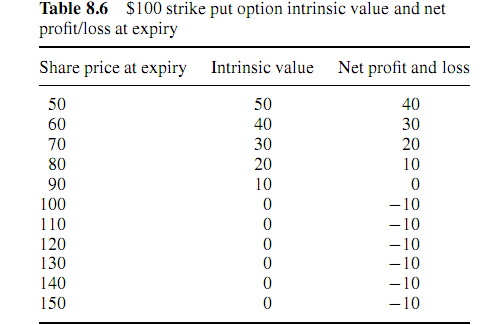 Table 8.6 $100 strike put option intrinsic value and net
profit/loss at expiry
Share price at expiry Intrinsic value Net profit and loss
50 50 40
60 40 30
70 30 20
80 20 10
90 10 0
100 0 −10
110 0 −10
120 0 −10
130 0 −10
140 0 −10
150 0 −10